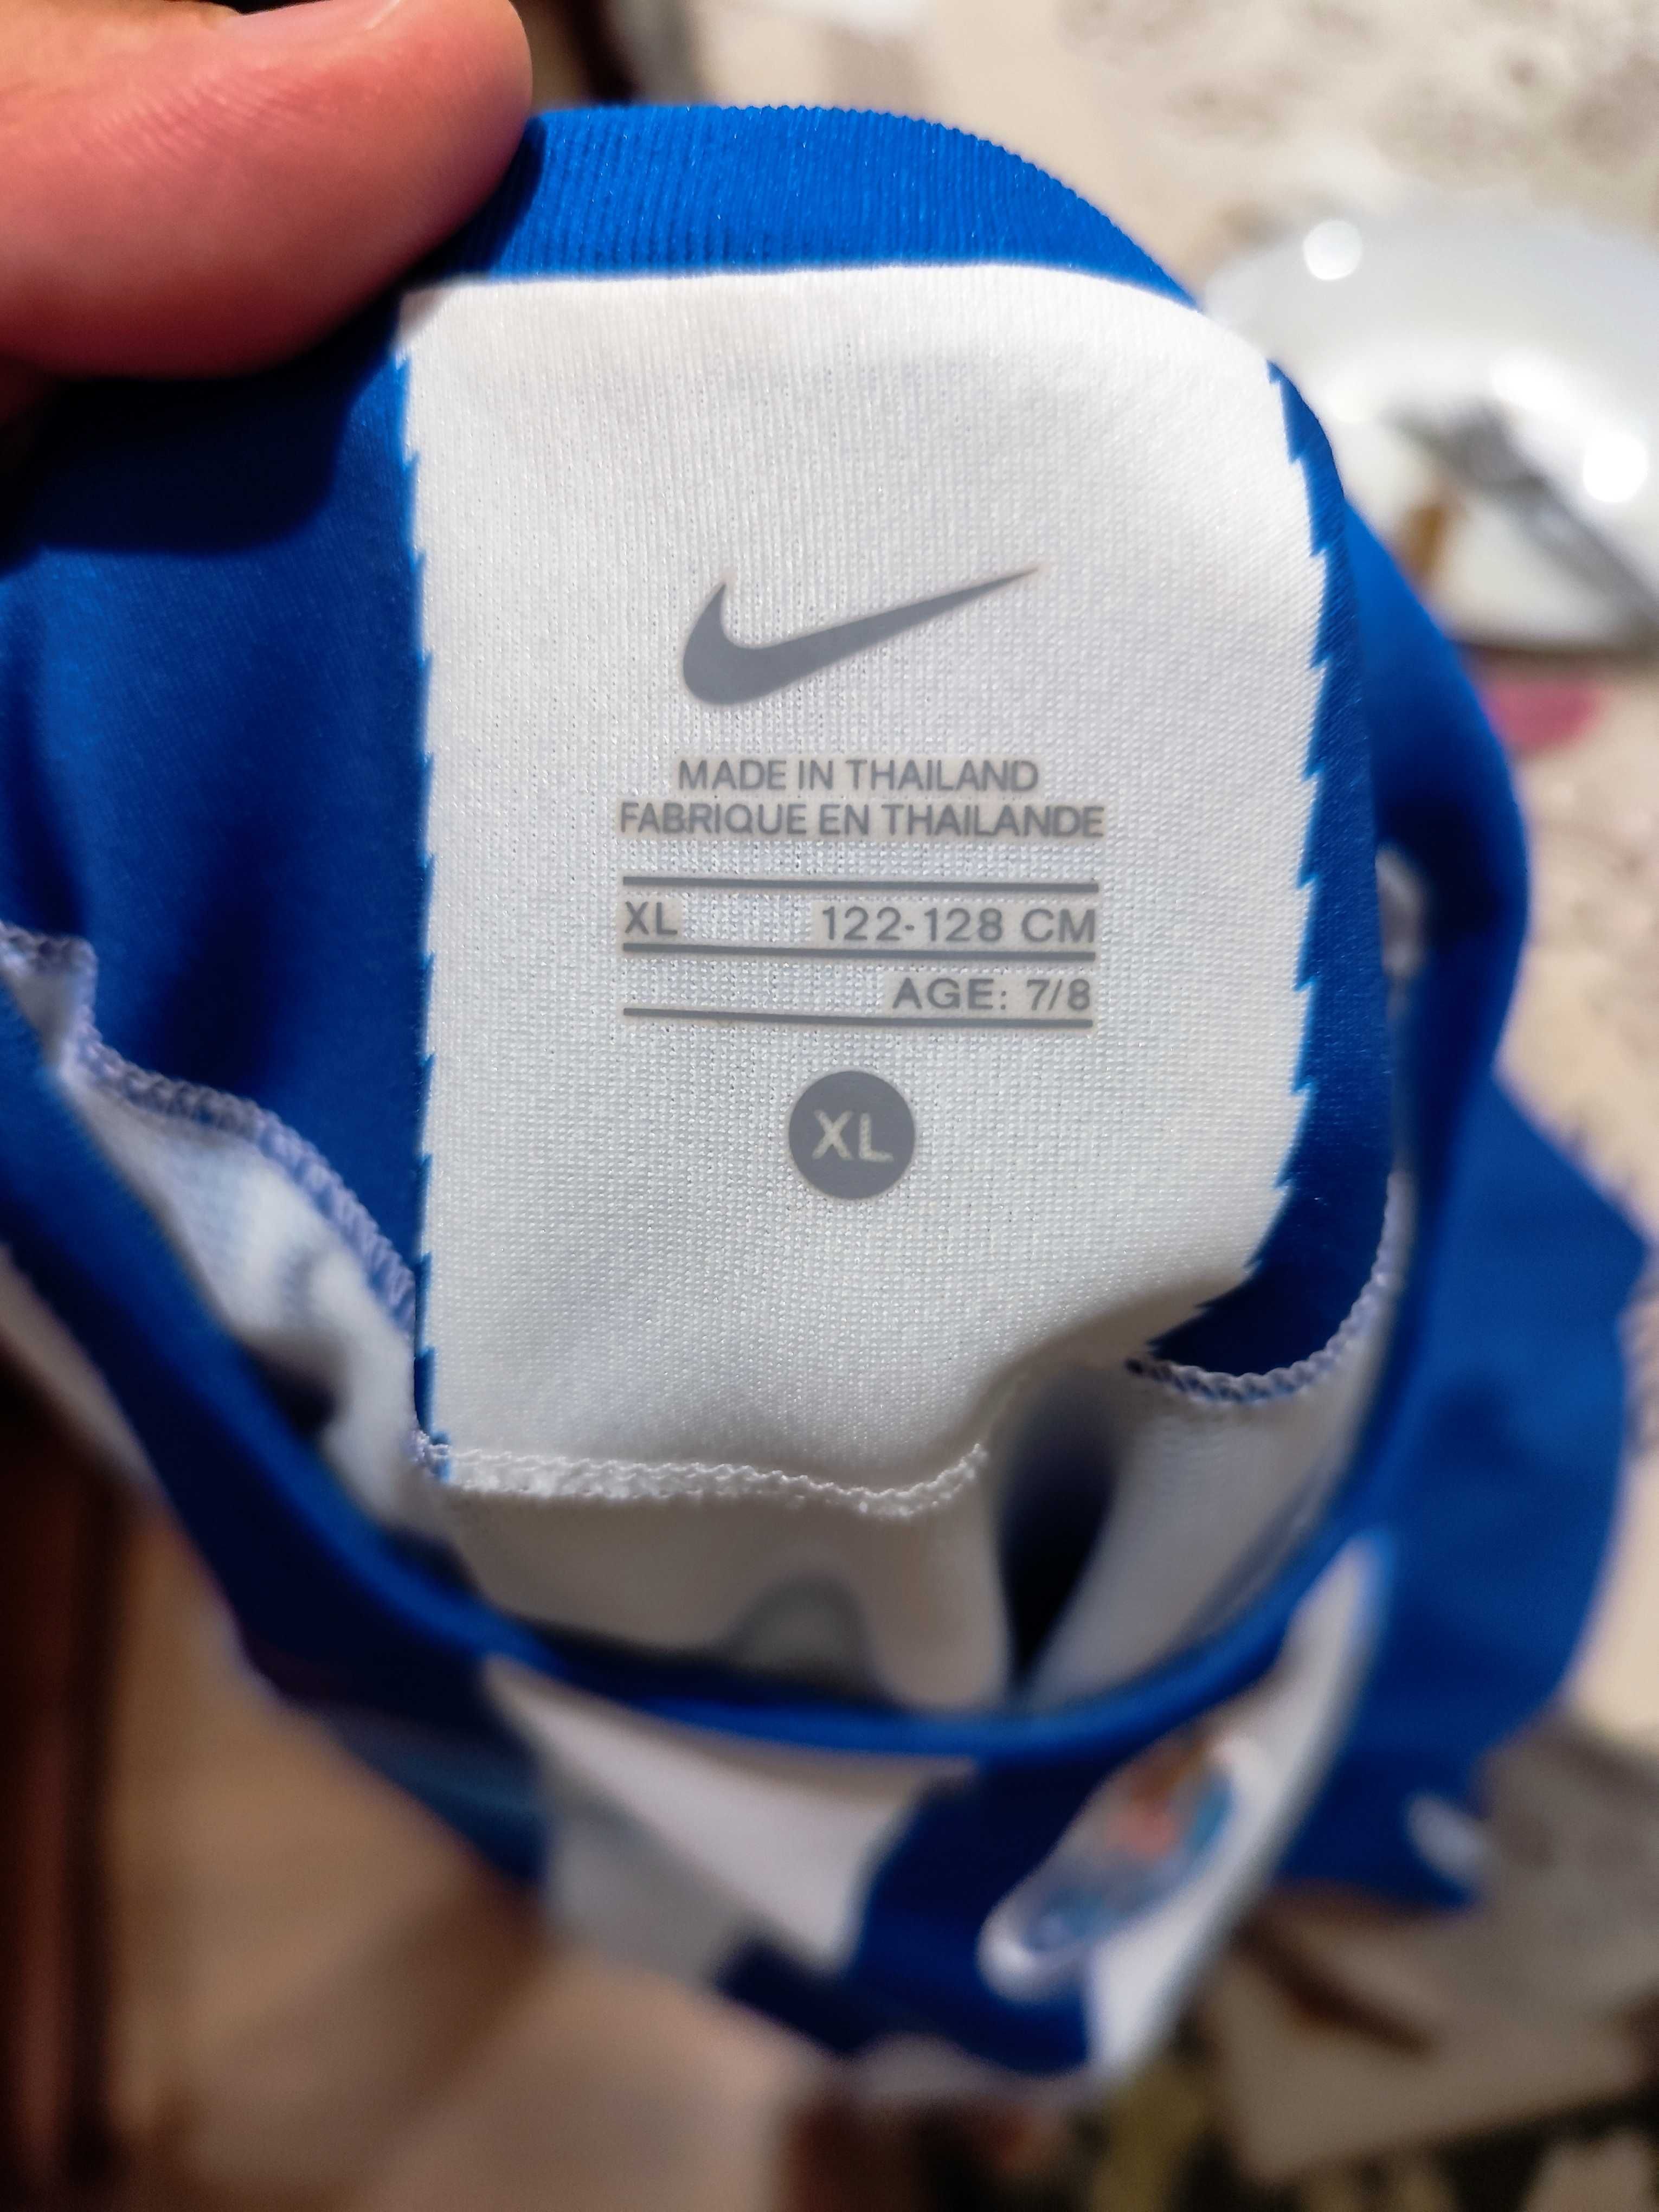 MADE IN THAILAND
FABRIQUE EN THAILANDE
XL 122-128 CM
AGE: 7/8
XL